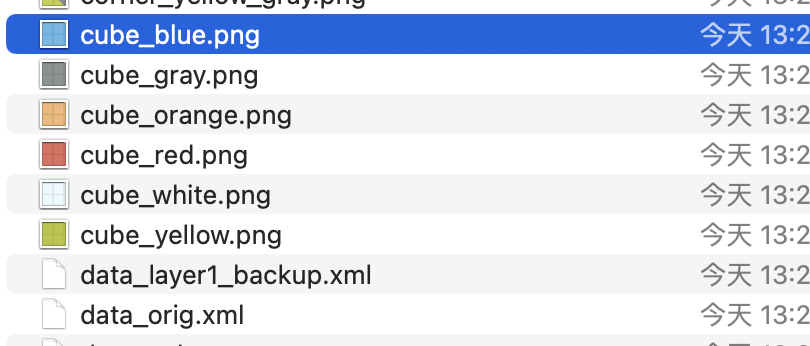 corner_yellow_gray.png
cube_blue.png 今天 13:2
cube_gray.png 今天 13:2
cube_orange.png 今天 13:2
cube_red.png 今天 13:2
cube_white.png 今天 13:2
cube_yellow.png 今天 13:2
data_layer1_backup.xml 今天 13:2
data_orig.xml 今天 13:2